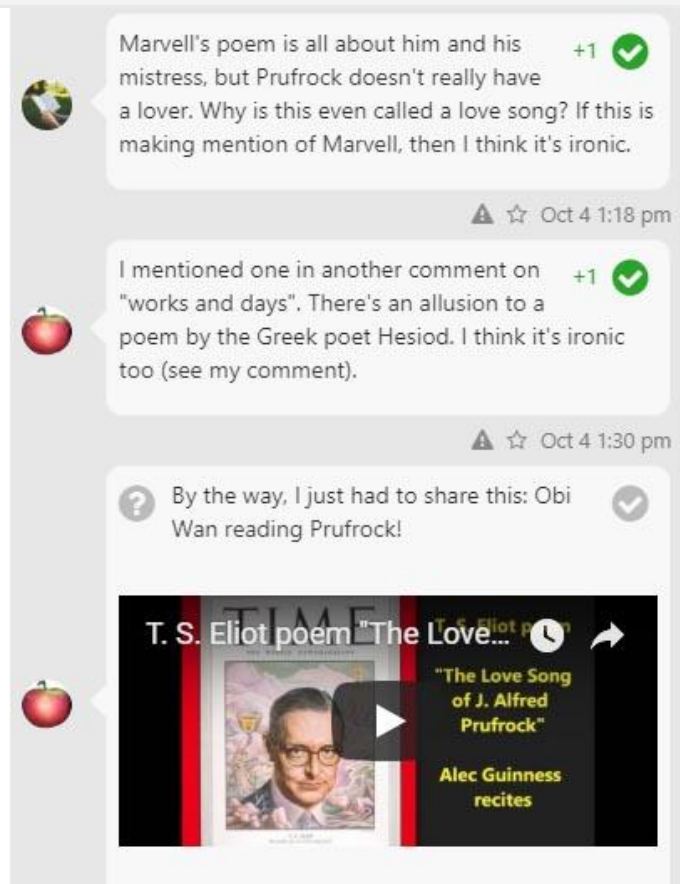 Marvell's poem is all about him and his +1
mistress, but Prufrock doesn't really have
a lover. Why is this even called a love song? If this is
making mention of Marvell, then I think it's ironic.
Oct 4 1:18 pm
I mentioned one in another comment on +1
"works and days". There's an allusion to a
poem by the Greek poet Hesiod. I think it's ironic
too (see my comment).
Oct 4 1:30 pm
? By the way, I just had to share this: Obi
Wan reading Prufrock!
TIME
T. S. Eliot poem "The Love...
T. S. Eliot poem
"The Love Song
of J. Alfred
Prufrock"
Alec Guinness
recites